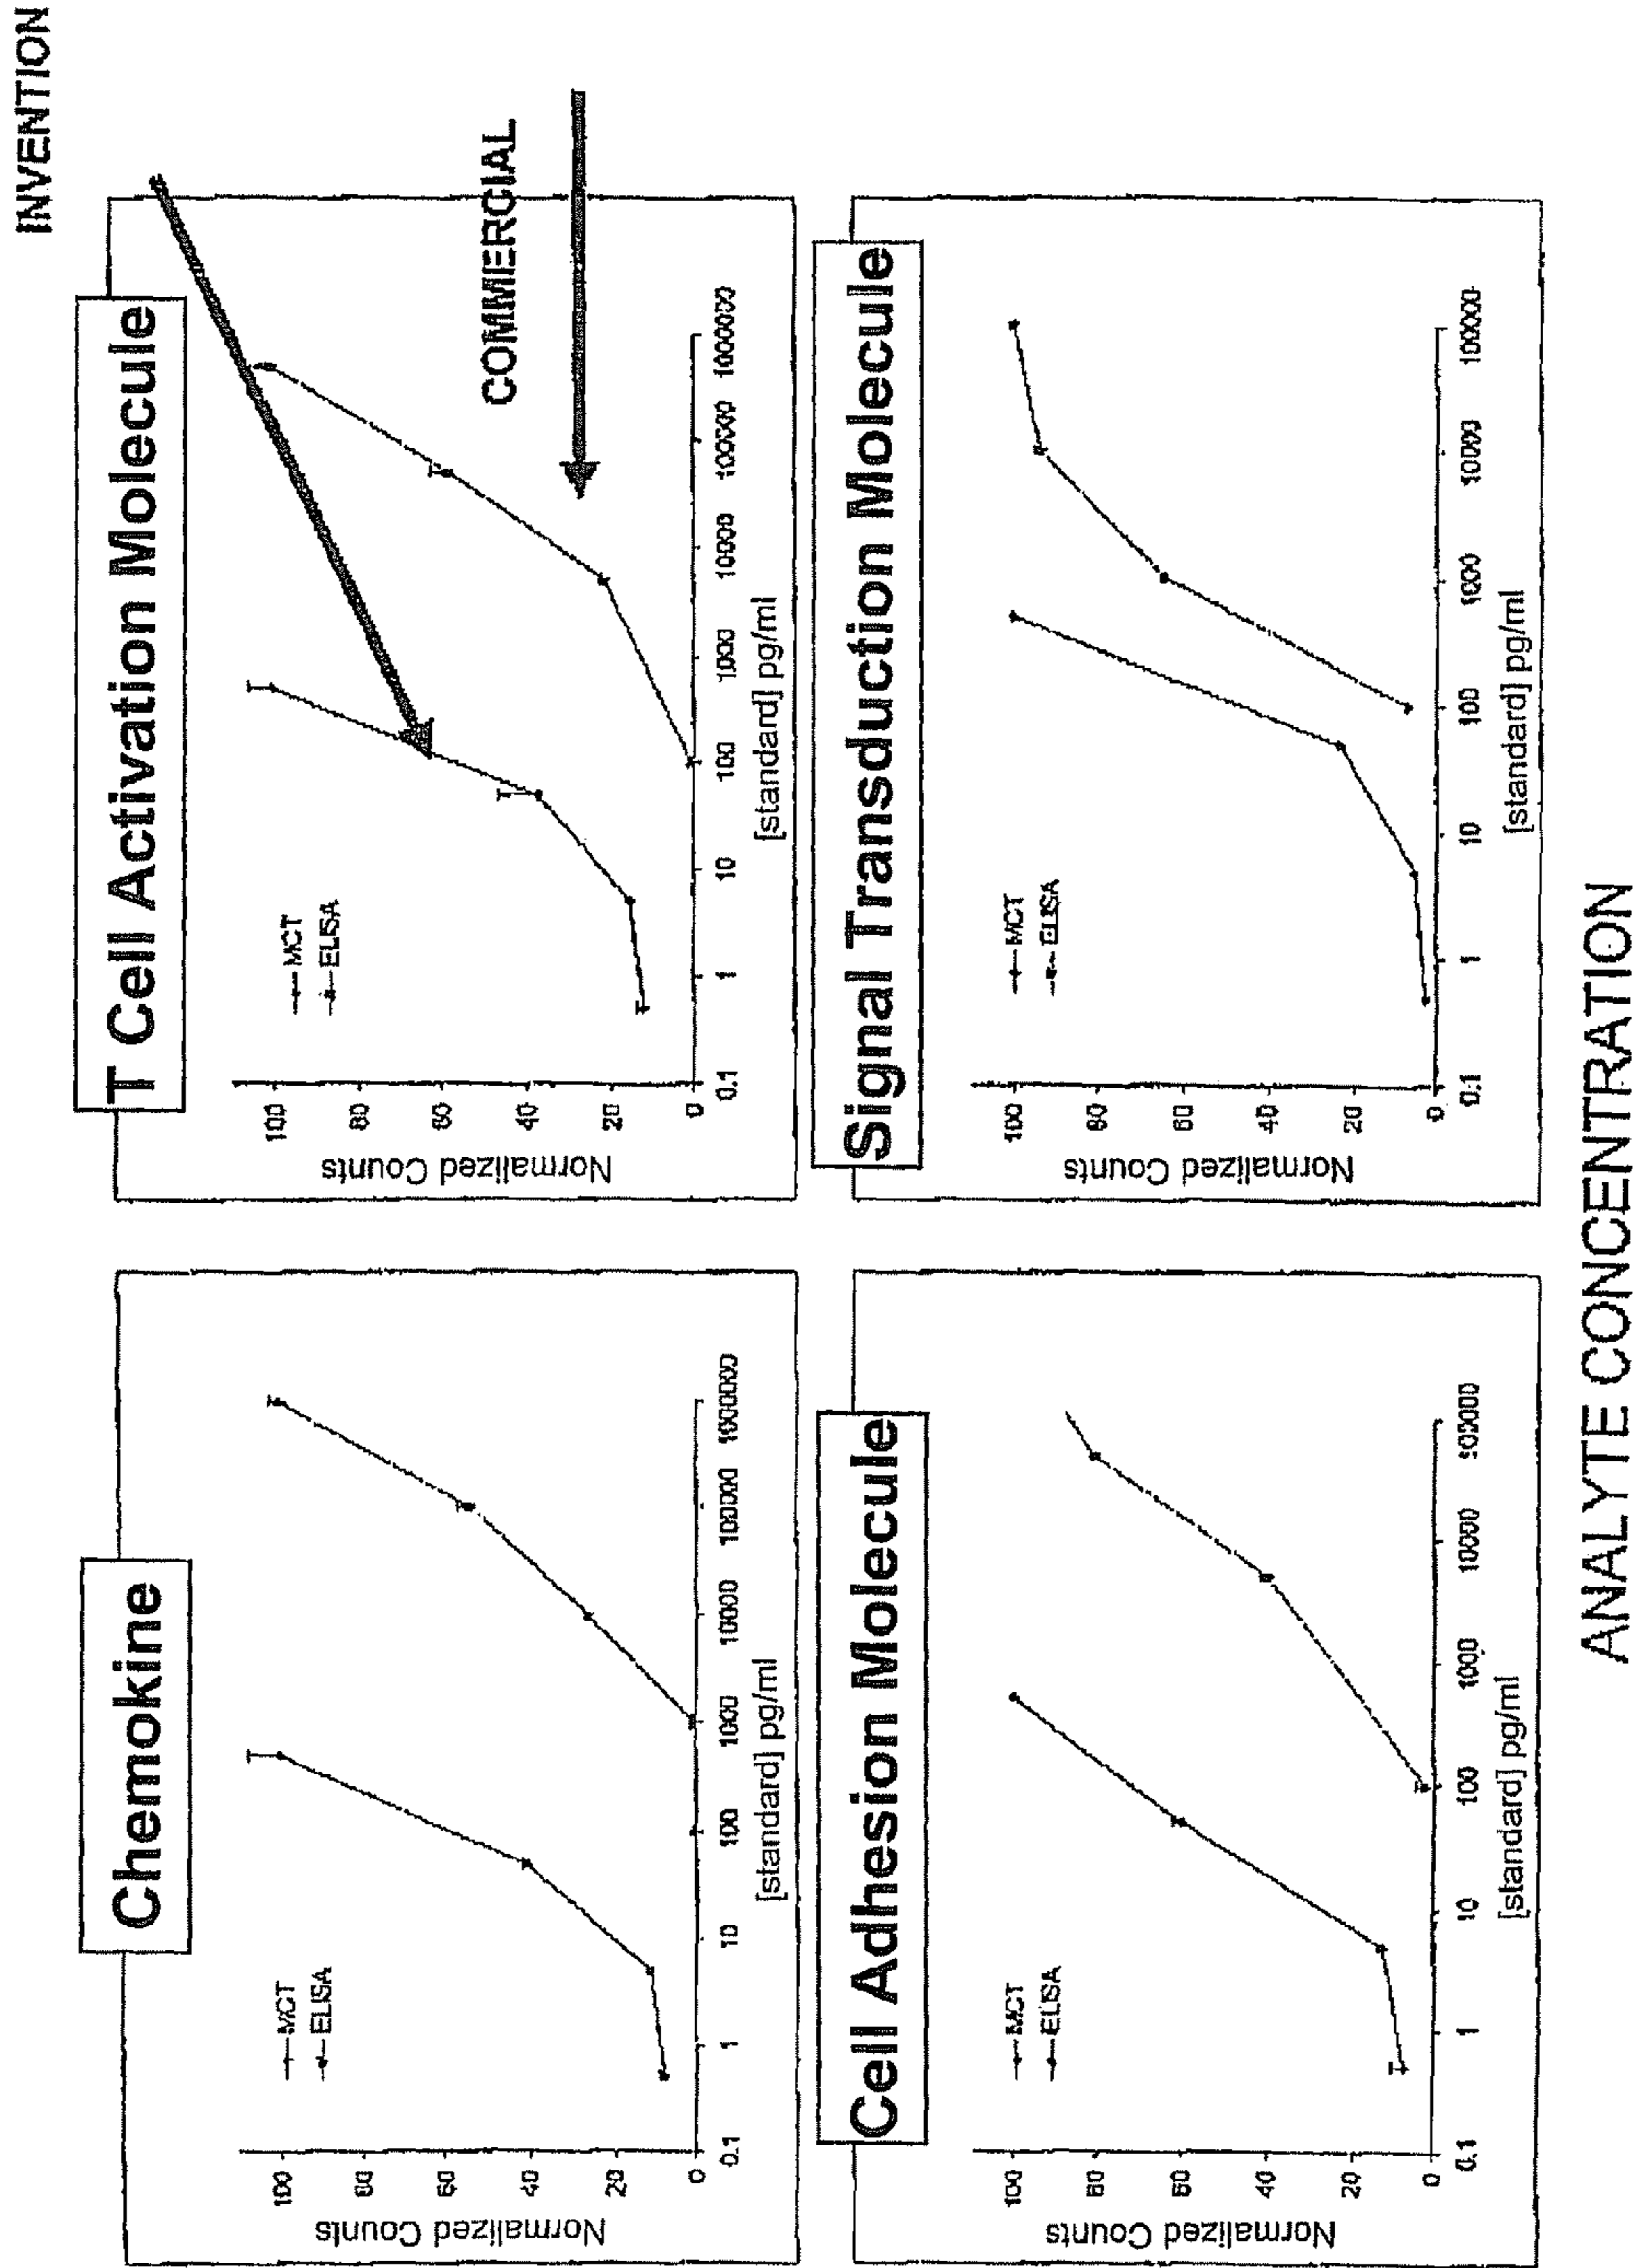 INVENTION
Chemokine
MCT
ELISA
100
80
60
40
20
0
Normalized Counts
0.1 1 10 100 1000 10000 100000 1000000
[standard] pg/ml
T Cell Activation Molecule
MCT
ELISA
COMMERCIAL
100
80
60
40
20
0
Normalized Counts
0.1 1 10 100 1000 10000 100000 1000000
[standard] pg/ml
Cell Adhesion Molecule
MCT
ELISA
100
80
60
40
20
0
Normalized Counts
0.1 1 10 100 1000 10000 100000
[standard] pg/ml
Signal Transduction Molecule
MCT
ELISA
100
80
60
40
20
0
Normalized Counts
0.1 1 10 100 1000 10000 100000
[standard] pg/ml
ANALYTE CONCENTRATION